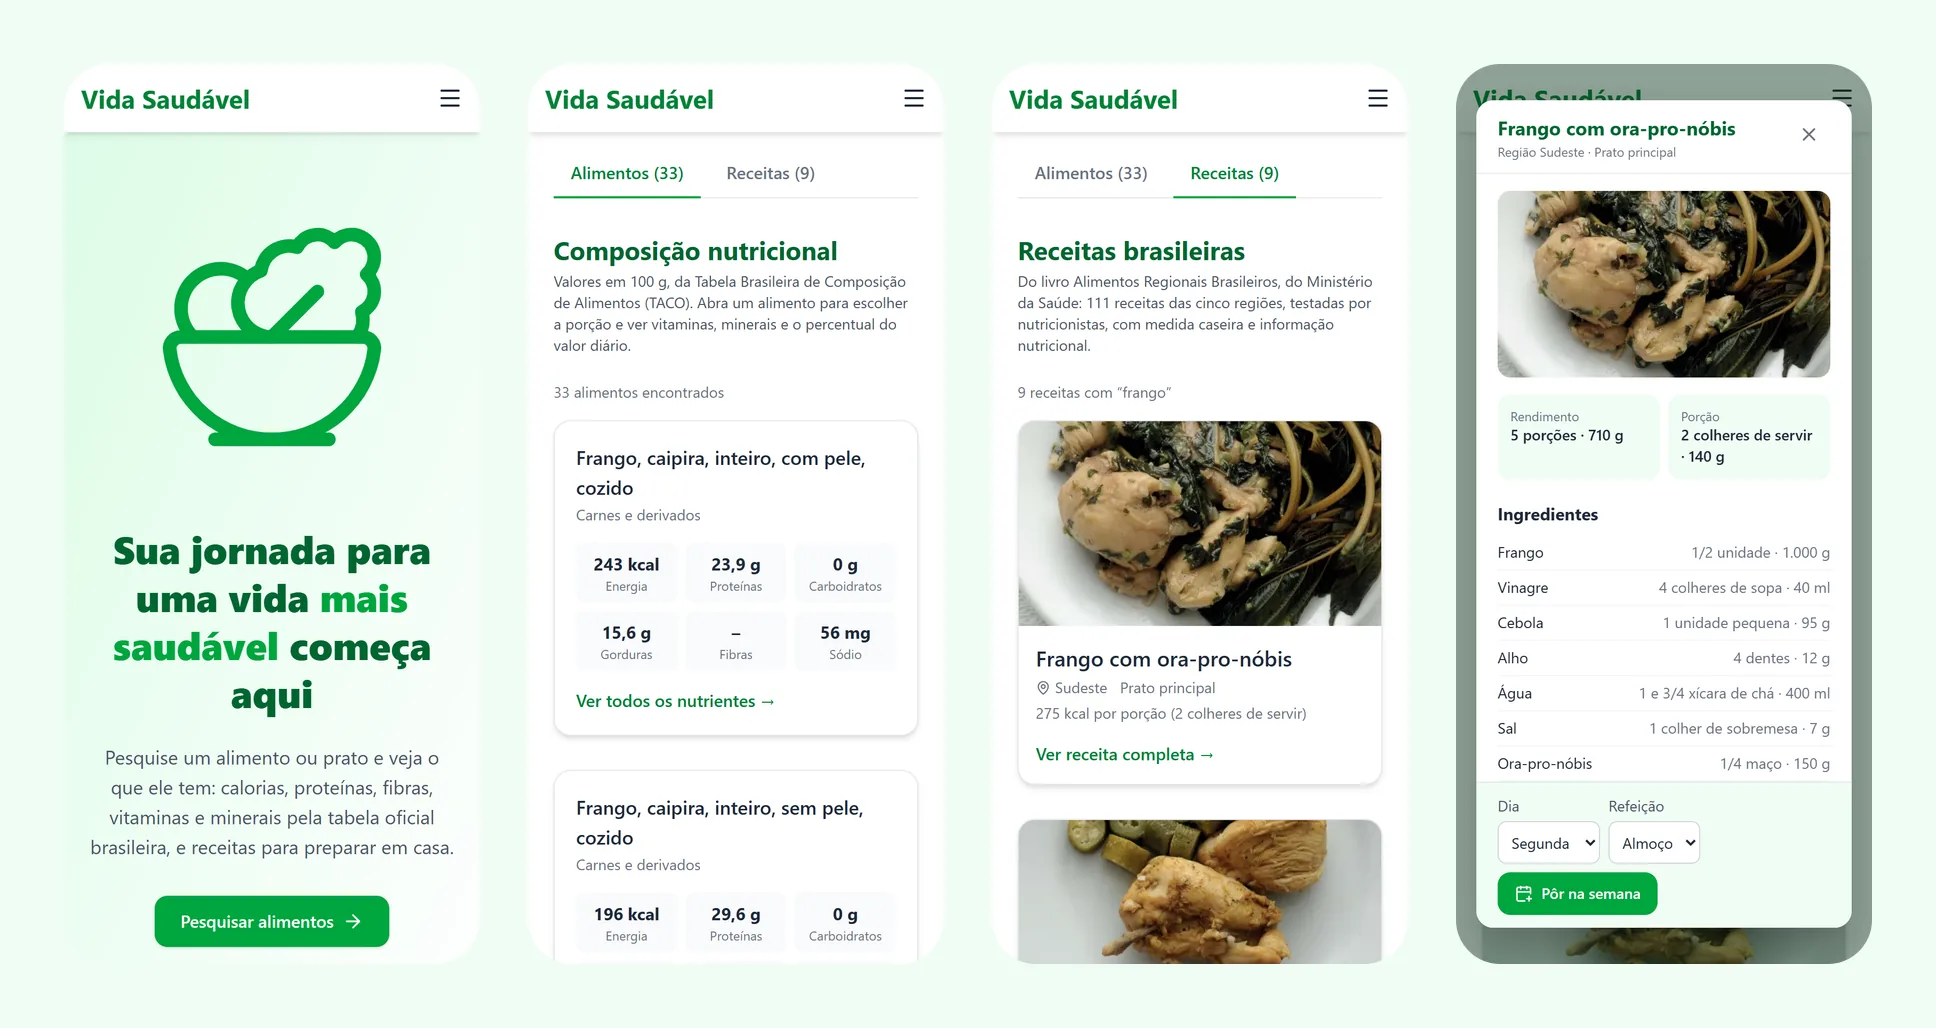 Vida Saudável
Sua jornada para
uma vida mais
saudável começa
aqui
Pesquise um alimento ou prato e veja o
que ele tem: calorias, proteínas, fibras,
vitaminas e minerais pela tabela oficial
brasileira, e receitas para preparar em casa.
Pesquisar alimentos →
Vida Saudável
Alimentos (33) Receitas (9)
Composição nutricional
Valores em 100 g, da Tabela Brasileira de Composição
de Alimentos (TACO). Abra um alimento para escolher
a porção e ver vitaminas, minerais e o percentual do
valor diário.
33 alimentos encontrados
Frango, caipira, inteiro, com pele,
cozido
Carnes e derivados
243 kcal 23,9 g 0 g
Energia Proteínas Carboidratos
15,6 g – 56 mg
Gorduras Fibras Sódio
Ver todos os nutrientes →
Frango, caipira, inteiro, sem pele,
cozido
Carnes e derivados
196 kcal 29,6 g 0 g
Energia Proteínas Carboidratos
Vida Saudável
Alimentos (33) Receitas (9)
Receitas brasileiras
Do livro Alimentos Regionais Brasileiros, do Ministério
da Saúde: 111 receitas das cinco regiões, testadas por
nutricionistas, com medida caseira e informação
nutricional.
9 receitas com "frango"
Frango com ora-pro-nóbis
Sudeste Prato principal
275 kcal por porção (2 colheres de servir)
Ver receita completa →
Vida Saudável
Frango com ora-pro-nóbis
Região Sudeste · Prato principal
Rendimento
5 porções · 710 g
Porção
2 colheres de servir
· 140 g
Ingredientes
Frango 1/2 unidade · 1.000 g
Vinagre 4 colheres de sopa · 40 ml
Cebola 1 unidade pequena · 95 g
Alho 4 dentes · 12 g
Água 1 e 3/4 xícara de chá · 400 ml
Sal 1 colher de sobremesa · 7 g
Ora-pro-nóbis 1/4 maço · 150 g
Dia Refeição
Segunda Almoço
Pôr na semana